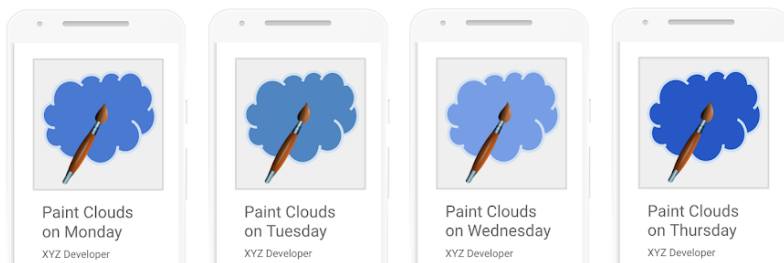 Paint Clouds
on Monday
XYZ Developer
Paint Clouds
on Tuesday
XYZ Developer
Paint Clouds
on Wednesday
XYZ Developer
Paint Clouds
on Thursday
XYZ Developer